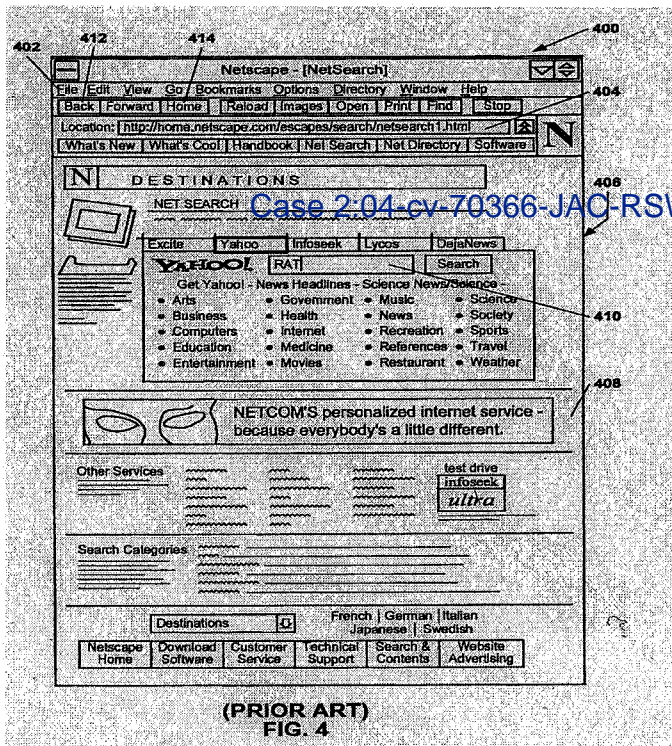 400
402
412
414
Netscape - [NetSearch]
File Edit View Go Bookmarks Options Directory Window Help
Back Forward Home Reload Images Open Print Find Stop
404
Location: http://home.netscape.com/escapes/search/netsearch1.html
N
What's New What's Cool Handbook Net Search Net Directory Software
N DESTINATIONS
406
NET SEARCH
Case 2:04-cv-70366-JAC-RSW
Excite Yahoo Infoseek Lycos DejaNews
YAHOO! RAT Search
Get Yahoo! - News Headlines - Science News/Science -
• Arts • Government • Music • Science
• Business • Health • News • Society
410
• Computers • Internet • Recreation • Sports
• Education • Medicine • References • Travel
• Entertainment • Movies • Restaurant • Weather
408
NETCOM'S personalized internet service -
because everybody's a little different.
Other Services
test drive
infoseek
ultra
Search Categories
Destinations
French | German | Italian
Japanese | Swedish
Netscape Home Download Software Customer Service Technical Support Search & Contents Website Advertising
(PRIOR ART)
FIG. 4